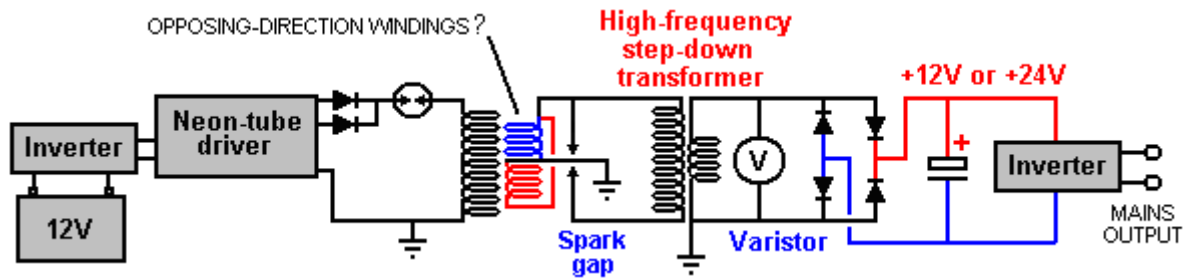 OPPOSING-DIRECTION WINDINGS ?
High-frequency
step-down
transformer
+12V or +24V
Neon-tube
driver
Inverter
12V
V
+
Inverter
Spark
gap
Varistor
MAINS
OUTPUT